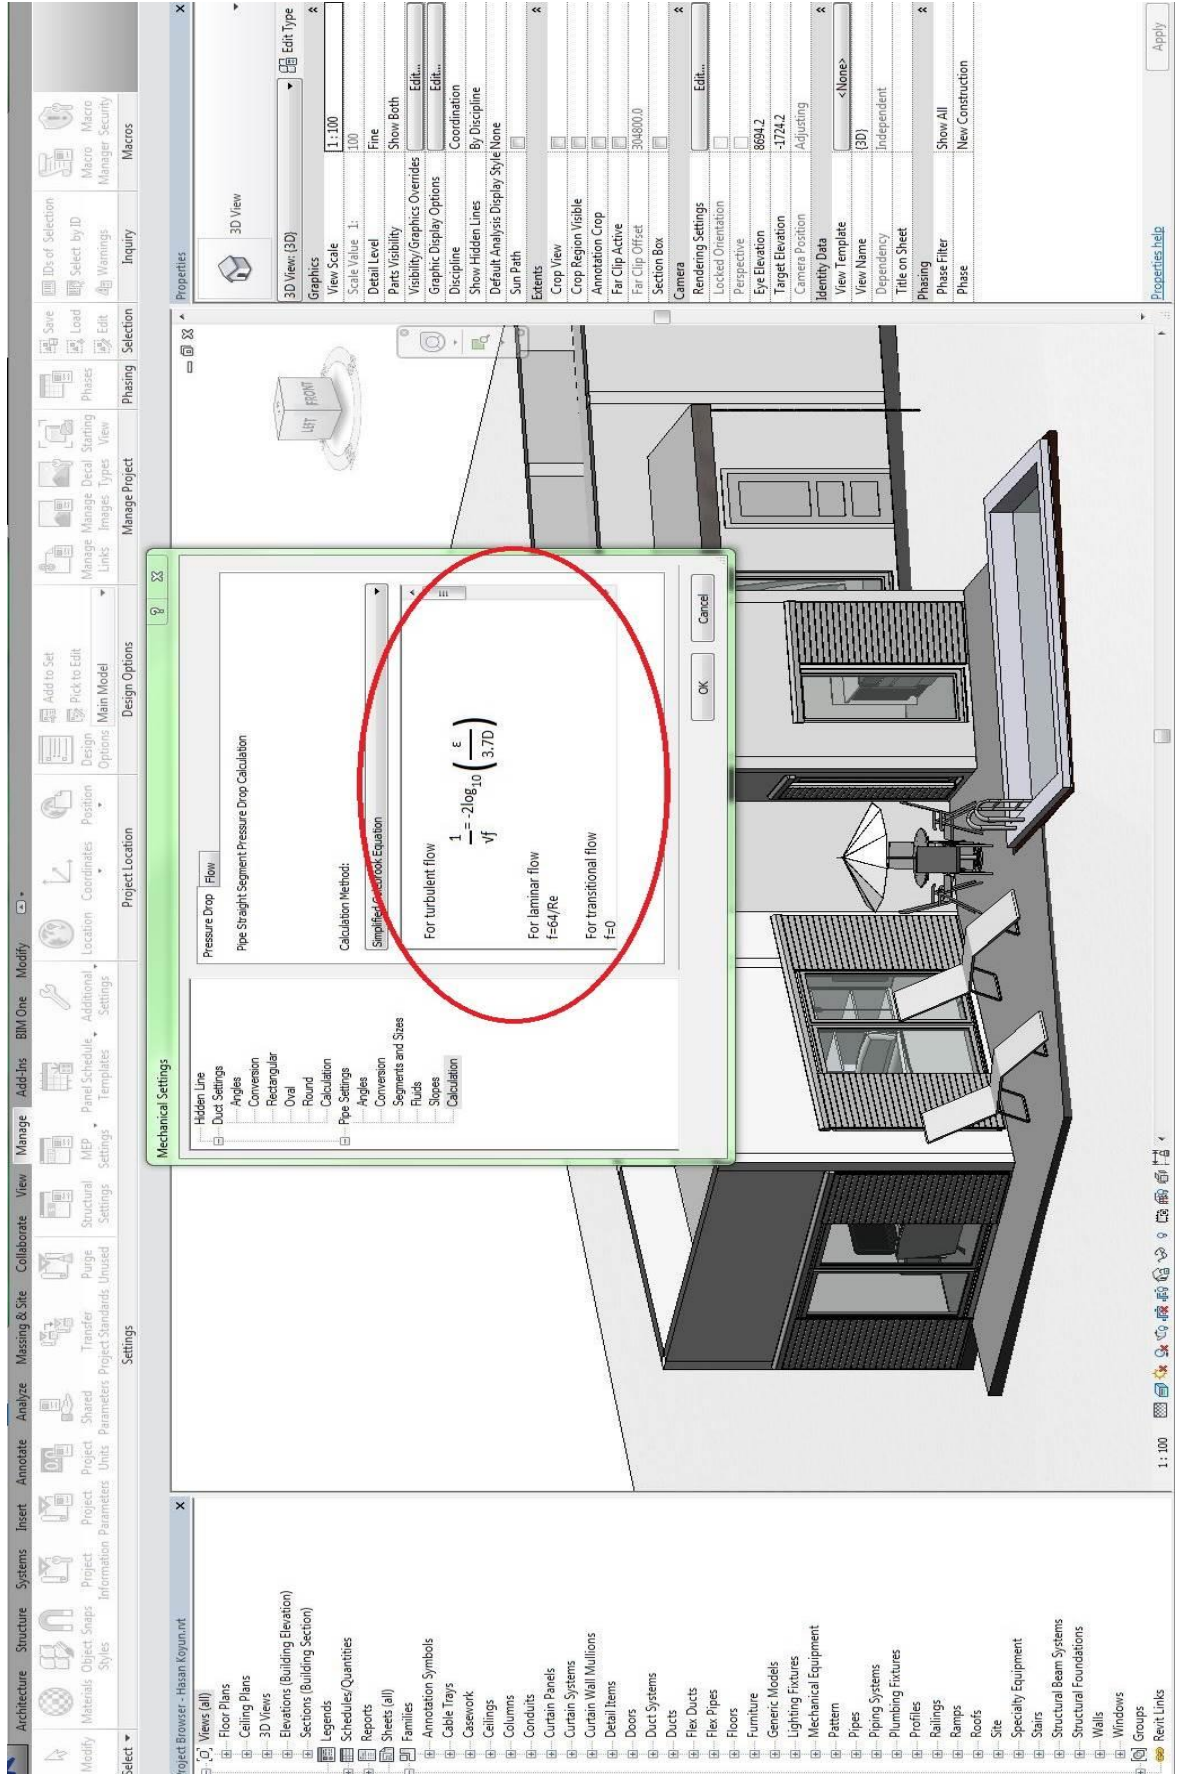 Architecture Structure Systems Insert Annotate Analyze Massing & Site Collaborate View Manage Add-Ins BIM One Modify
Modify
Materials
Object Styles
Snaps
Project Information
Project Parameters
Project Units
Shared Parameters
Transfer Project Standards
Purge Unused
Structural Settings
MEP Settings
Panel Schedule Templates
Additional Settings
Location
Coordinates
Position
Design Options
Add to Set
Pick to Edit
Main Model
Manage Links
Manage Images
Decal Types
Starting View
Phases
Save
Load
Edit
IDs of Selection
Select by ID
Warnings
Macro Manager
Macro Security
Select
Settings
Project Location
Design Options
Manage Project
Phasing
Selection
Inquiry
Macros
Project Browser - Hasan Koyun.rvt
Views (all)
Floor Plans
Ceiling Plans
3D Views
Elevations (Building Elevation)
Sections (Building Section)
Legends
Schedules/Quantities
Reports
Sheets (all)
Families
Annotation Symbols
Cable Trays
Casework
Ceilings
Columns
Conduits
Curtain Panels
Curtain Systems
Curtain Wall Mullions
Detail Items
Doors
Duct Systems
Ducts
Flex Ducts
Flex Pipes
Floors
Furniture
Generic Models
Lighting Fixtures
Mechanical Equipment
Pattern
Pipes
Piping Systems
Plumbing Fixtures
Profiles
Railings
Ramps
Roofs
Site
Specialty Equipment
Stairs
Structural Beam Systems
Structural Foundations
Walls
Windows
Groups
Revit Links
Mechanical Settings
Hidden Line
Duct Settings
Angles
Conversion
Rectangular
Oval
Round
Calculation
Pipe Settings
Angles
Conversion
Segments and Sizes
Fluids
Slopes
Calculation
Pressure Drop Flow
Pipe Straight Segment Pressure Drop Calculation
Calculation Method:
Simplified Colebrook Equation
For turbulent flow
1/√f = -2log10 (ε/3.7D)
For laminar flow
f=64/Re
For transitional flow
f=0
OK Cancel
LEFT FRONT
1 : 100
Properties
3D View
3D View: {3D} Edit Type
Graphics
View Scale 1 : 100
Scale Value 1: 100
Detail Level Fine
Parts Visibility Show Both
Visibility/Graphics Overrides Edit...
Graphic Display Options Edit...
Discipline Coordination
Show Hidden Lines By Discipline
Default Analysis Display Style None
Sun Path
Extents
Crop View
Crop Region Visible
Annotation Crop
Far Clip Active
Far Clip Offset 304800.0
Section Box
Camera
Rendering Settings Edit...
Locked Orientation
Perspective
Eye Elevation 8694.2
Target Elevation -1724.2
Camera Position Adjusting
Identity Data
View Template <None>
View Name {3D}
Dependency Independent
Title on Sheet
Phasing
Phase Filter Show All
Phase New Construction
Properties help Apply